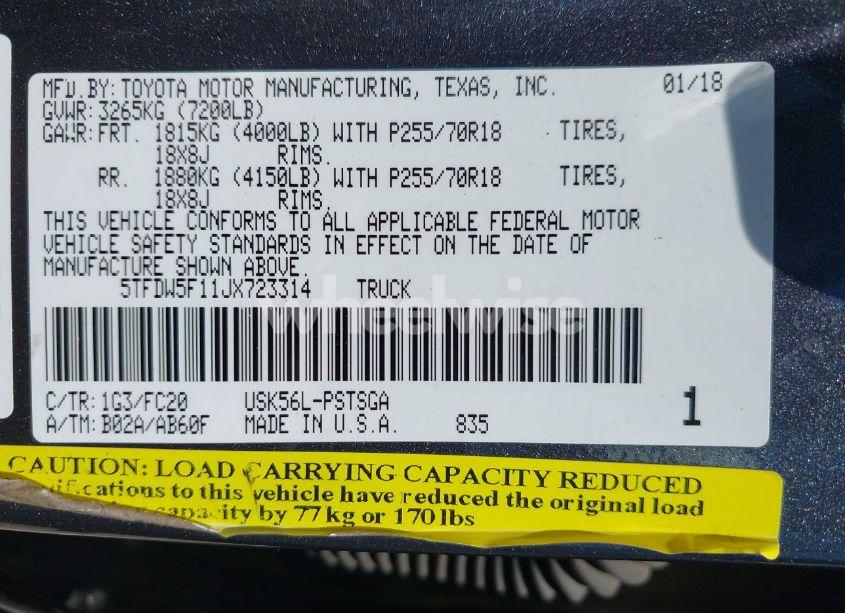 MFD.BY: TOYOTA MOTOR MANUFACTURING, TEXAS, INC. 01/18
GVWR: 3265KG (7200LB)
GAWR: FRT. 1815KG (4000LB) WITH P255/70R18 TIRES,
18X8J RIMS.
RR. 1880KG (4150LB) WITH P255/70R18 TIRES,
18X8J RIMS.
THIS VEHICLE CONFORMS TO ALL APPLICABLE FEDERAL MOTOR
VEHICLE SAFETY STANDARDS IN EFFECT ON THE DATE OF
MANUFACTURE SHOWN ABOVE.
5TFDW5F11JX723314 TRUCK
wheelwise
C/TR: 1G3/FC20 USK56L-PSTSGA
A/TM: B02A/AB60F MADE IN U.S.A. 835 1
CAUTION: LOAD CARRYING CAPACITY REDUCED
ifications to this vehicle have reduced the original load
capacity by 77 kg or 170 lbs